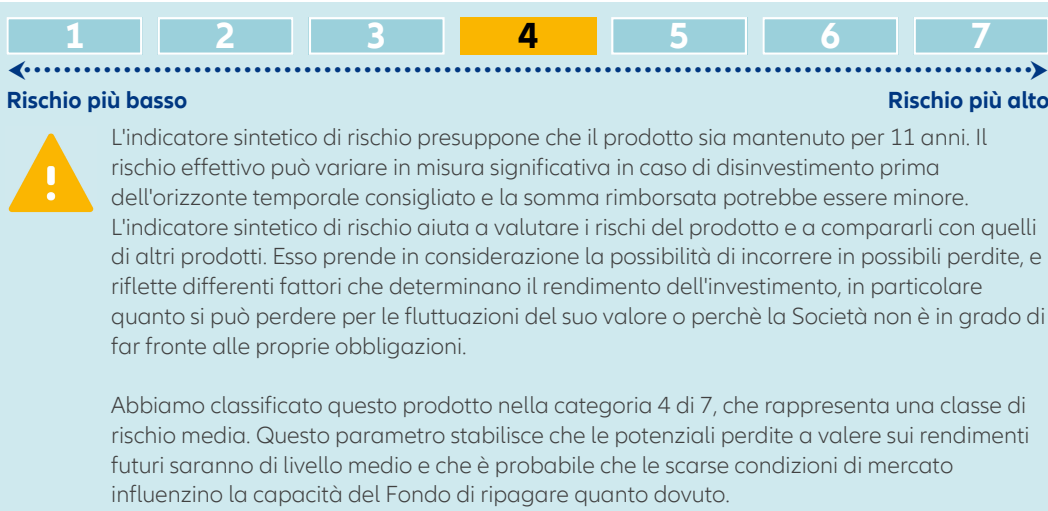 1 2 3 4 5 6 7
Rischio più basso Rischio più alto
L'indicatore sintetico di rischio presuppone che il prodotto sia mantenuto per 11 anni. Il
rischio effettivo può variare in misura significativa in caso di disinvestimento prima
dell'orizzonte temporale consigliato e la somma rimborsata potrebbe essere minore.
L'indicatore sintetico di rischio aiuta a valutare i rischi del prodotto e a compararli con quelli
di altri prodotti. Esso prende in considerazione la possibilità di incorrere in possibili perdite, e
riflette differenti fattori che determinano il rendimento dell'investimento, in particolare
quanto si può perdere per le fluttuazioni del suo valore o perchè la Società non è in grado di
far fronte alle proprie obbligazioni.
Abbiamo classificato questo prodotto nella categoria 4 di 7, che rappresenta una classe di
rischio media. Questo parametro stabilisce che le potenziali perdite a valere sui rendimenti
futuri saranno di livello medio e che è probabile che le scarse condizioni di mercato
influenzino la capacità del Fondo di ripagare quanto dovuto.